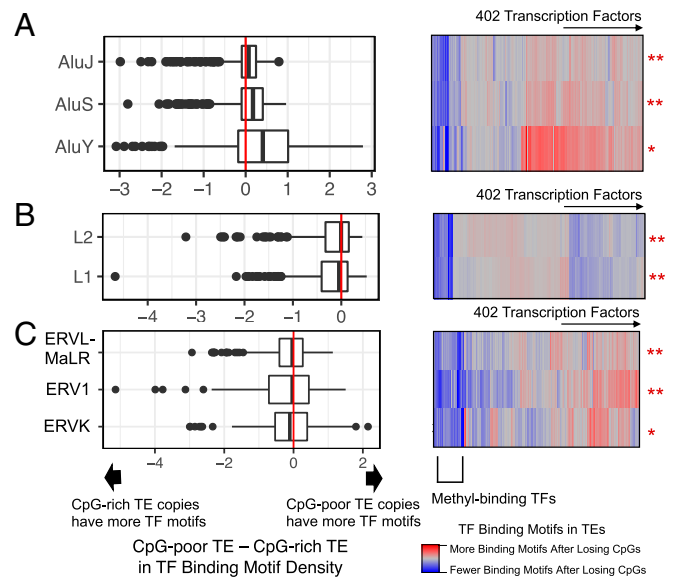 A
402 Transcription Factors
AluJ
AluS
AluY
**
**
*
−3 −2 −1 0 1 2 3
B
402 Transcription Factors
L2
L1
**
**
−4 −3 −2 −1 0
402 Transcription Factors
C
ERVL-
MaLR
ERV1
ERVK
**
**
*
−4 −2 0 2
CpG-rich TE copies
have more TF motifs
CpG-poor TE copies
have more TF motifs
Methyl-binding TFs
CpG-poor TE – CpG-rich TE
in TF Binding Motif Density
TF Binding Motifs in TEs
More Binding Motifs After Losing CpGs
Fewer Binding Motifs After Losing CpGs